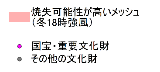 焼失可能性が高いメッシュ
（冬18時強風）
国宝・重要文化財
その他の文化財